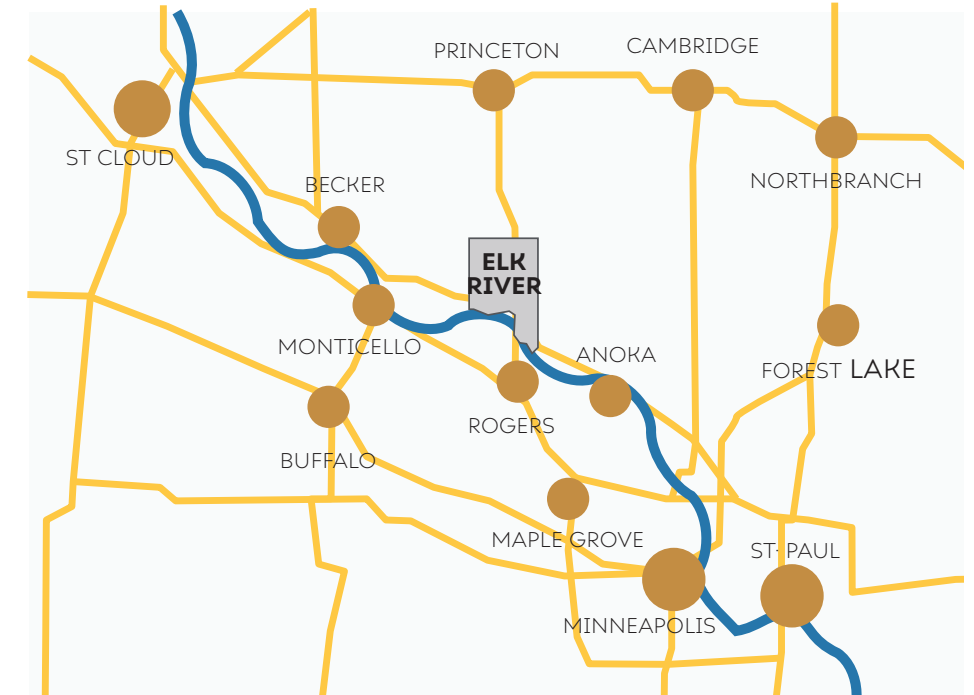 CAMBRIDGE
PRINCETON
ST CLOUD
NORTHBRANCH
BECKER
ELK
RIVER
MONTICELLO
ANOKA
FOREST LAKE
ROGERS
BUFFALO
MAPLE GROVE
ST· PAUL
MINNEAPOLIS